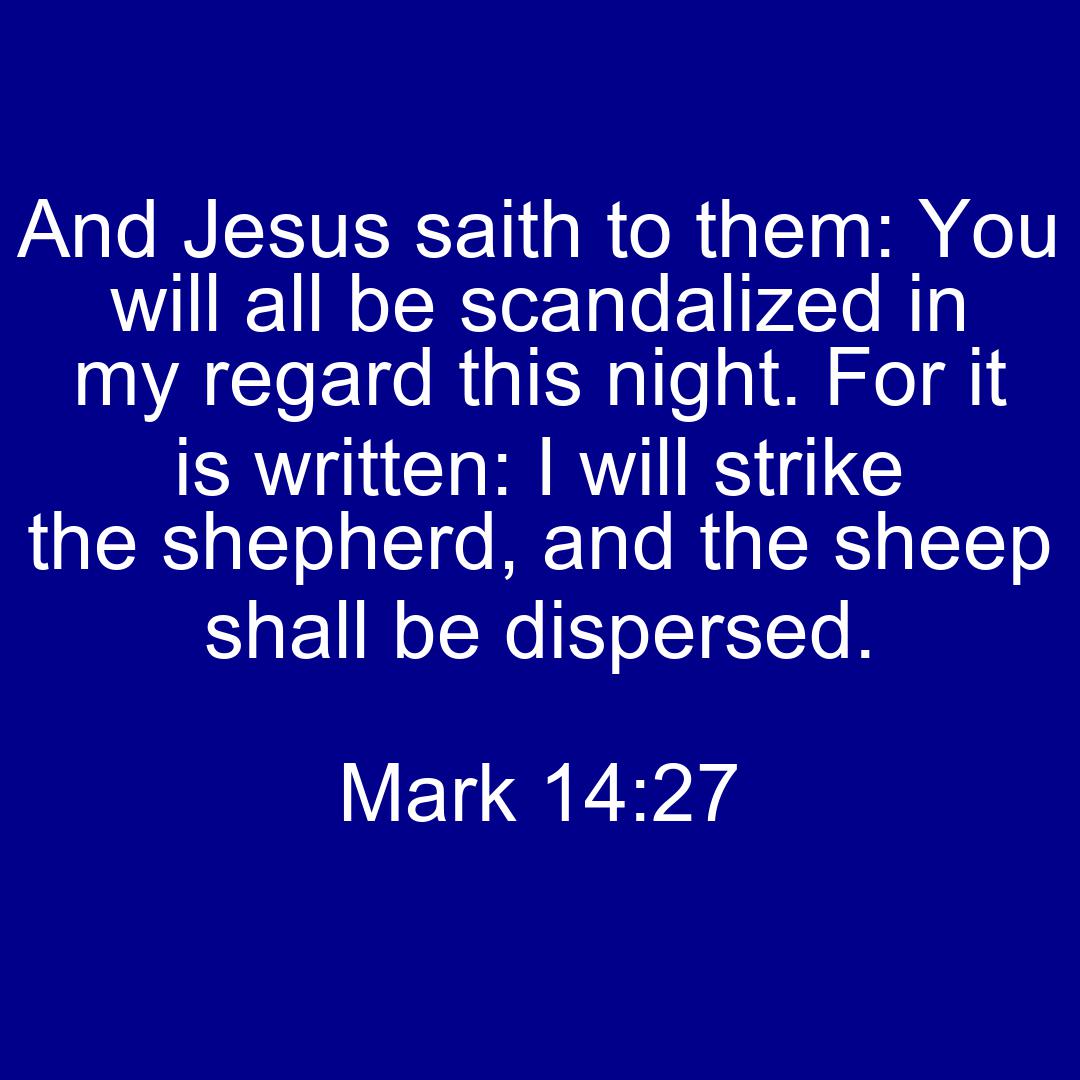 And Jesus saith to them: You
will all be scandalized in
my regard this night. For it
is written: I will strike
the shepherd, and the sheep
shall be dispersed.
Mark 14:27